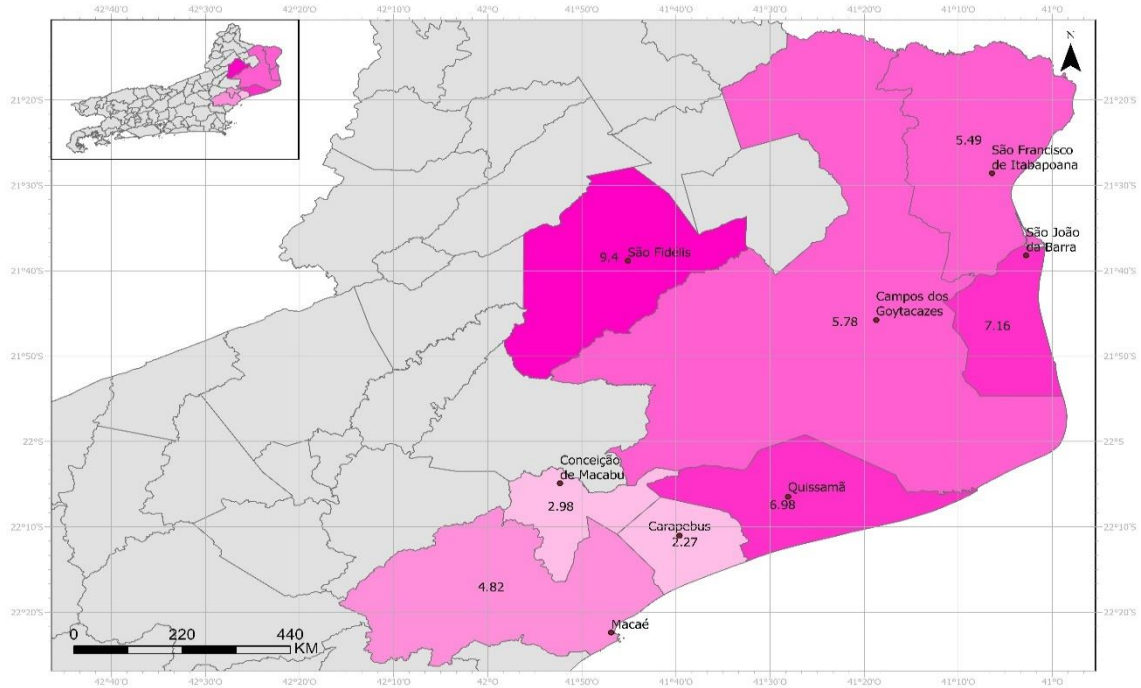 42°40'O 42°30'O 42°20'O 42°10'O 42°0 41°50'O 41°40'O 41°30'O 41°20'O 41°10'O 41°O
N
21°20'S 21°20'S
5.49
São Francisco
de Itabapoana
21°30'S 21°30'S
São João
da Barra
9.4 São Fidelis
21°40'S 21°40'S
Campos dos
Goytacazes
5.78 7.16
21°50'S 21°50'S
22°S 22°S
Conceição
de Macabu
Quissamã
6.98
2.98
22°10'S 22°10'S
Carapebus
2.27
4.82
22°20'S 22°20'S
Macaé
0 220 440
KM
42°40'O 42°30'O 42°20'O 42°10'O 42°0 41°50'O 41°40'O 41°30'O 41°20'O 41°10'O 41°O